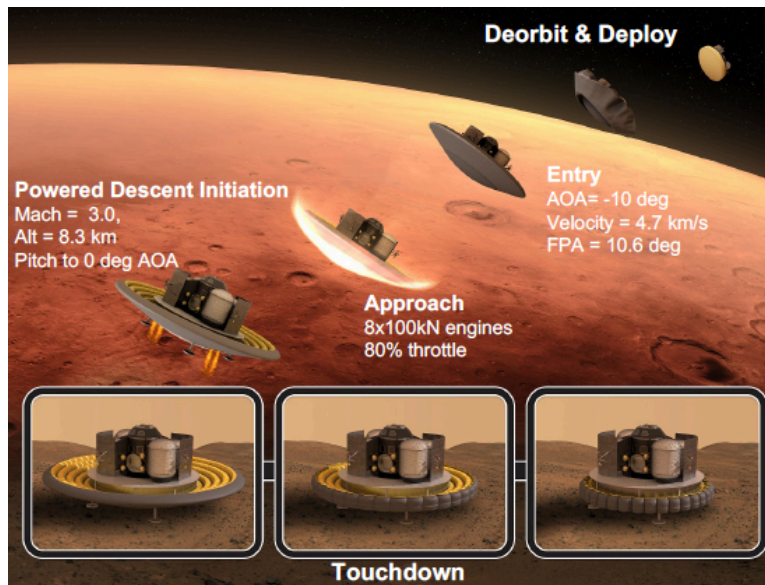 Deorbit & Deploy
Entry
AOA= -10 deg
Velocity = 4.7 km/s
FPA = 10.6 deg
Powered Descent Initiation
Mach = 3.0,
Alt = 8.3 km
Pitch to 0 deg AOA
Approach
8x100kN engines
80% throttle
Touchdown